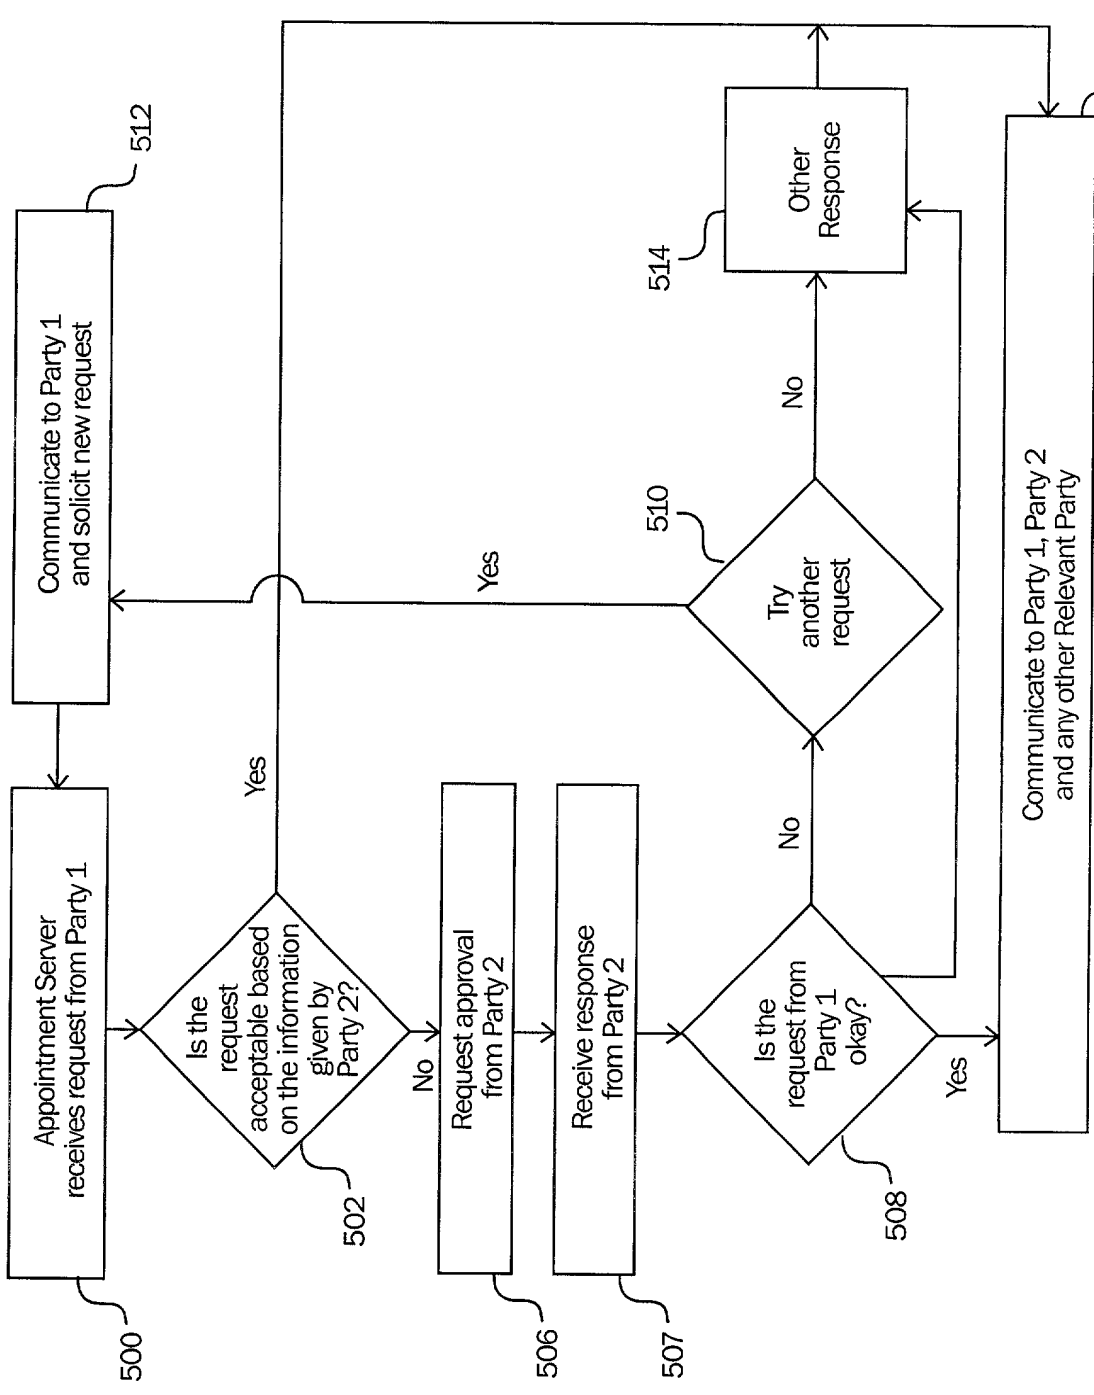 500
Appointment Server
receives request from Party 1
512
Communicate to Party 1
and solicit new request
502
Is the
request
acceptable based
on the information
given by
Party 2?
Yes
No
506
Request approval
from Party 2
507
Receive response
from Party 2
508
Is the
request from
Party 1
okay?
No
Yes
510
Try
another
request
Yes
No
514
Other
Response
Communicate to Party 1, Party 2
and any other Relevant Party